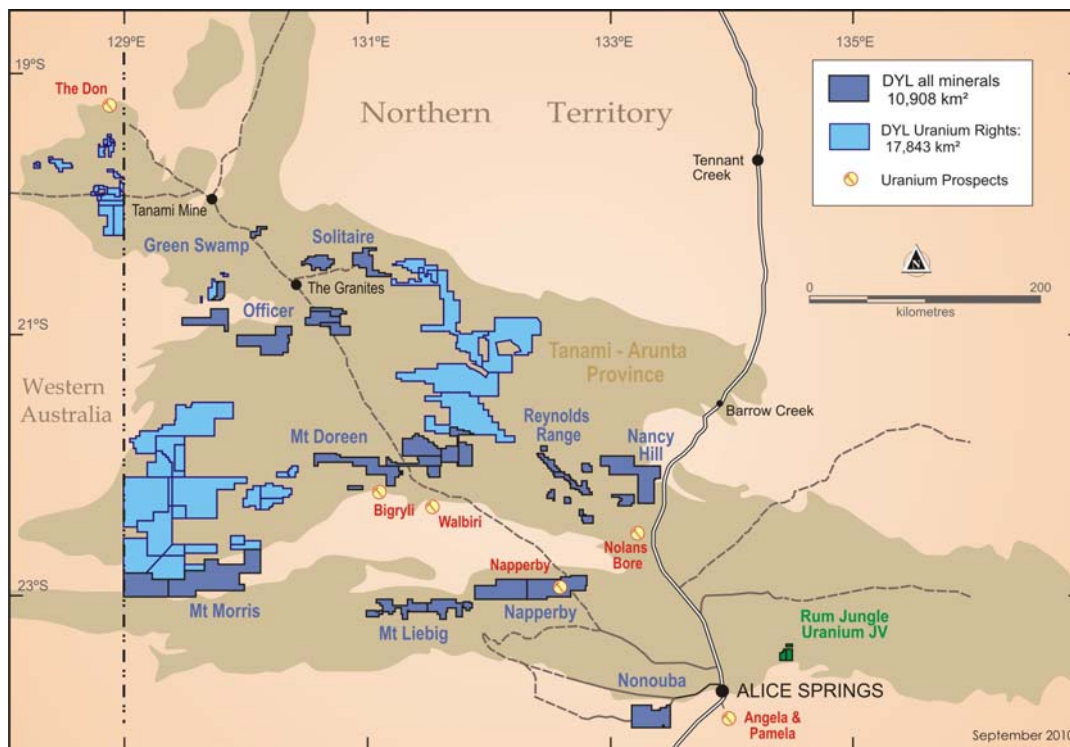 129°E
131°E
133°E
135°E
19°S
The Don
Northern Territory
DYL all minerals
10,908 km²
DYL Uranium Rights:
17,843 km²
Uranium Prospects
Tennant
Creek
Tanami Mine
Green Swamp
Solitaire
N
The Granites
0
200
kilometres
Officer
21°S
Tanami - Arunta
Province
Western
Australia
Barrow Creek
Reynolds
Range
Nancy
Hill
Mt Doreen
Bigryli
Walbiri
Nolans
Bore
Napperby
23°S
Mt Morris
Napperby
Mt Liebig
Rum Jungle
Uranium JV
Nonouba
ALICE SPRINGS
Angela &
Pamela
September 2010